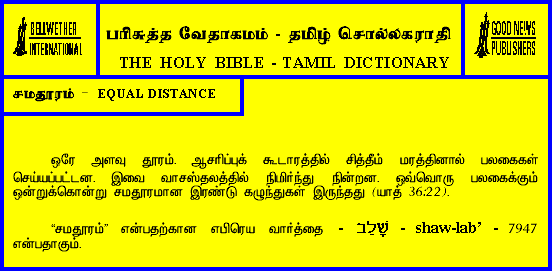 BELLWETHER
INTERNATIONAL
பரிசுத்த வேதாகமம் - தமிழ் சொல்லகராதி
THE HOLY BIBLE - TAMIL DICTIONARY
GOOD NEWS
PUBLISHERS
சமதூரம் – EQUAL DISTANCE
ஒரே அளவு தூரம். ஆசரிப்புக் கூடாரத்தில் சித்தீம் மரத்தினால் பலகைகள்
செய்யப்பட்டன. இவை வாசஸ்தலத்தில் நிமிர்ந்து நின்றன. ஒவ்வொரு பலகைக்கும்
ஒன்றுக்கொன்று சமதூரமான இரண்டு கழுந்துகள் இருந்தது (யாத் 36:22).
“சமதூரம்” என்பதற்கான எபிரெய வார்த்தை - שָׁלַב - shaw-lab’ - 7947
என்பதாகும்.